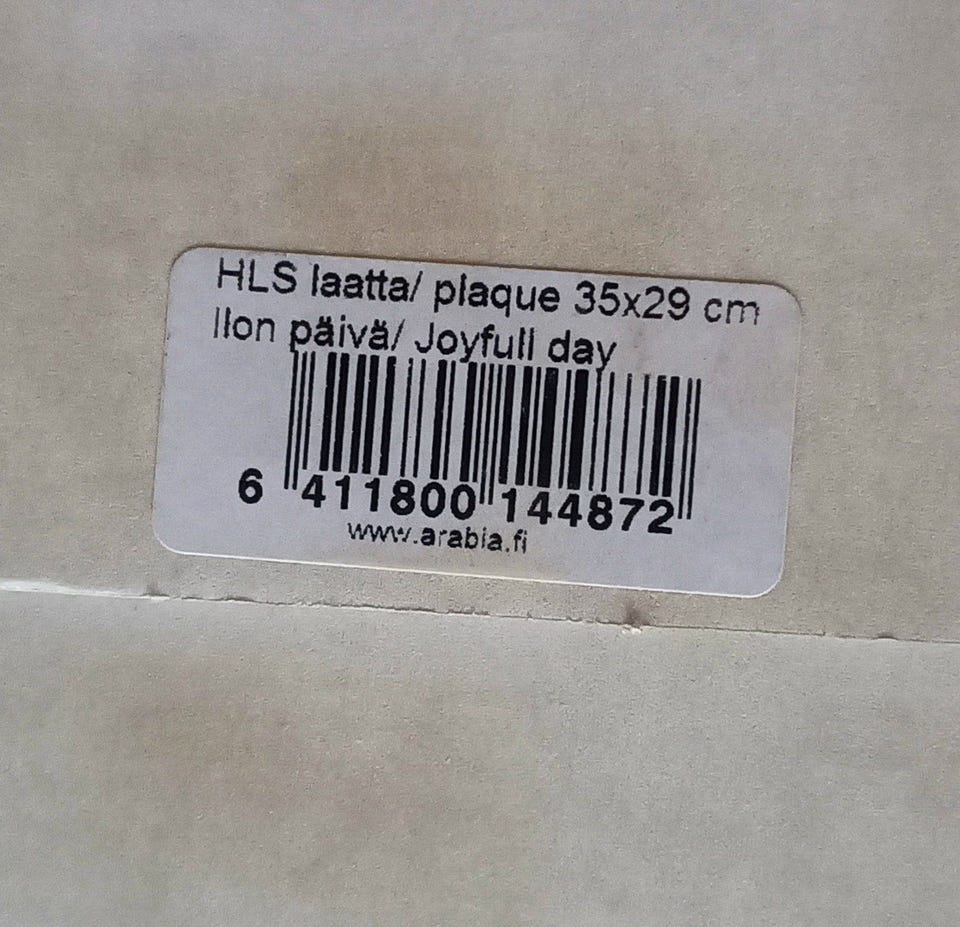 HLS laatta/ plaque 35x29 cm
Ilon päivä/ Joyfull day
6 411800 144872
www.arabia.fi